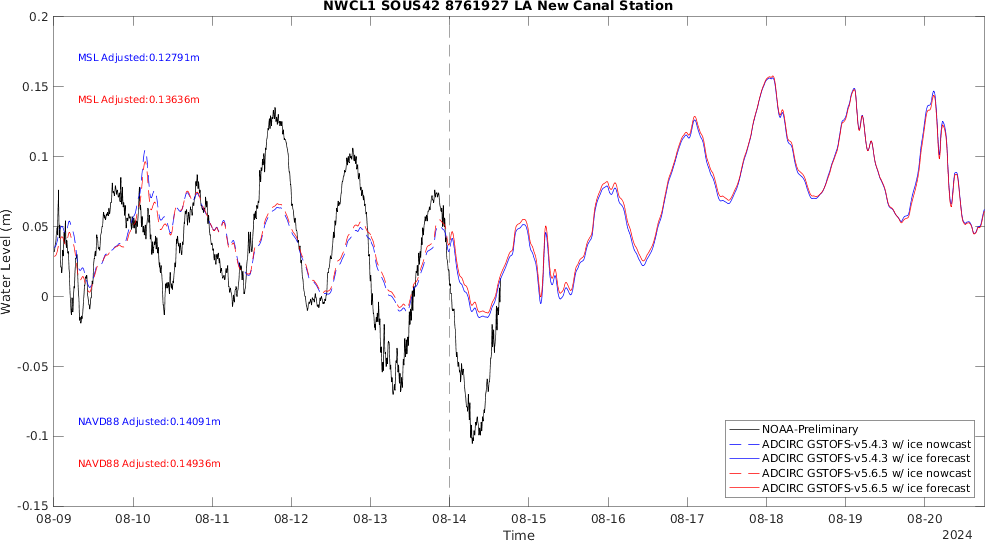 NWCL1 SOUS42 8761927 LA New Canal Station
0.2
0.15
0.1
0.05
0
-0.05
-0.1
-0.15
Water Level (m)
MSL Adjusted:0.12791m
MSL Adjusted:0.13636m
NAVD88 Adjusted:0.14091m
NAVD88 Adjusted:0.14936m
NOAA-Preliminary
ADCIRC GSTOFS-v5.4.3 w/ ice nowcast
ADCIRC GSTOFS-v5.4.3 w/ ice forecast
ADCIRC GSTOFS-v5.6.5 w/ ice nowcast
ADCIRC GSTOFS-v5.6.5 w/ ice forecast
08-09 08-10 08-11 08-12 08-13 08-14 08-15 08-16 08-17 08-18 08-19 08-20
Time
2024